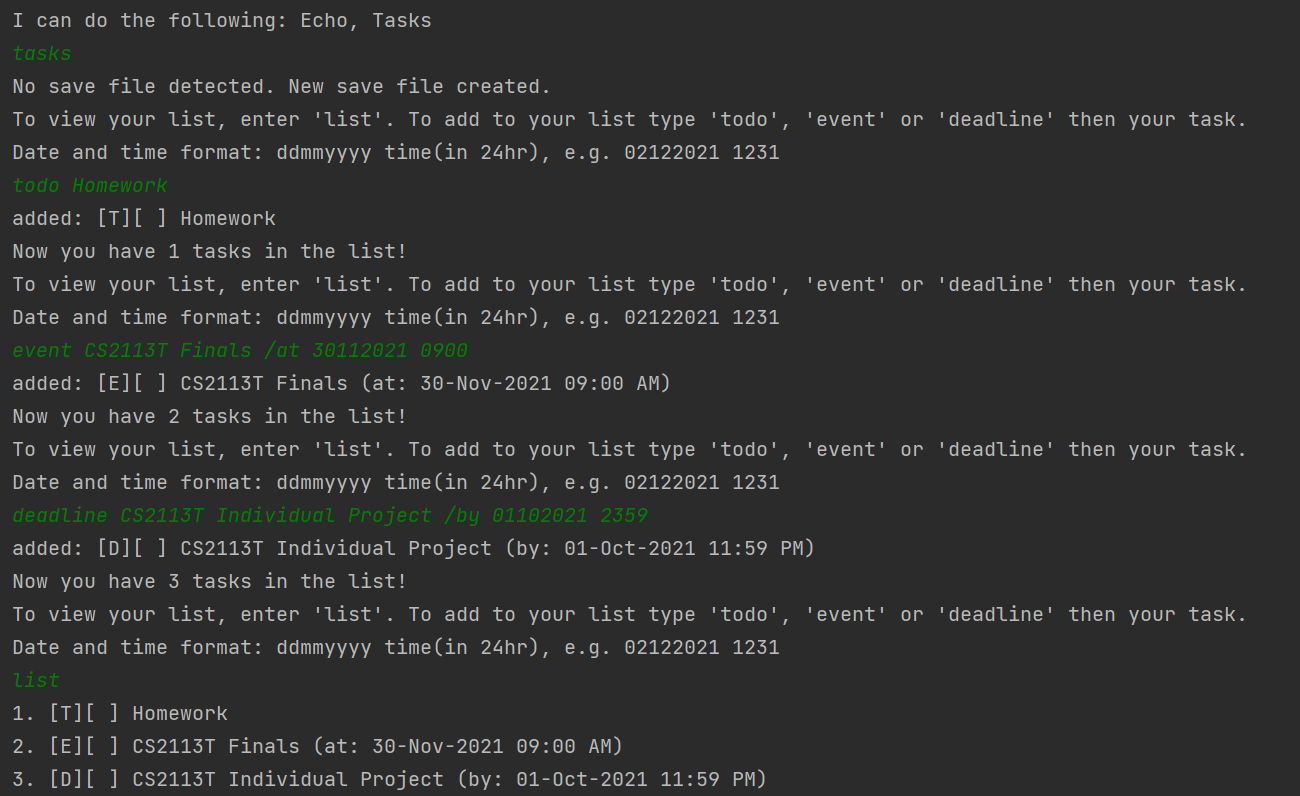 I can do the following: Echo, Tasks
tasks
No save file detected. New save file created.
To view your list, enter 'list'. To add to your list type 'todo', 'event' or 'deadline' then your task.
Date and time format: ddmmyyyy time(in 24hr), e.g. 02122021 1231
todo Homework
added: [T][ ] Homework
Now you have 1 tasks in the list!
To view your list, enter 'list'. To add to your list type 'todo', 'event' or 'deadline' then your task.
Date and time format: ddmmyyyy time(in 24hr), e.g. 02122021 1231
event CS2113T Finals /at 30112021 0900
added: [E][ ] CS2113T Finals (at: 30-Nov-2021 09:00 AM)
Now you have 2 tasks in the list!
To view your list, enter 'list'. To add to your list type 'todo', 'event' or 'deadline' then your task.
Date and time format: ddmmyyyy time(in 24hr), e.g. 02122021 1231
deadline CS2113T Individual Project /by 01102021 2359
added: [D][ ] CS2113T Individual Project (by: 01-Oct-2021 11:59 PM)
Now you have 3 tasks in the list!
To view your list, enter 'list'. To add to your list type 'todo', 'event' or 'deadline' then your task.
Date and time format: ddmmyyyy time(in 24hr), e.g. 02122021 1231
list
1. [T][ ] Homework
2. [E][ ] CS2113T Finals (at: 30-Nov-2021 09:00 AM)
3. [D][ ] CS2113T Individual Project (by: 01-Oct-2021 11:59 PM)